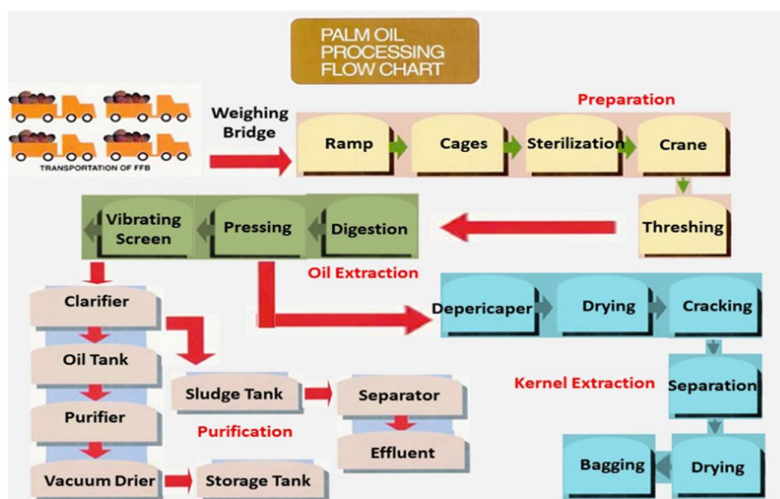 PALM OIL
PROCESSING
FLOW CHART
Weighing
Bridge
Preparation
TRANSPORTATION OF FFB
Ramp
Cages
Sterilization
Crane
Threshing
Digestion
Pressing
Vibrating
Screen
Oil Extraction
Clarifier
Oil Tank
Purifier
Vacuum Drier
Storage Tank
Sludge Tank
Separator
Effluent
Purification
Depericaper
Drying
Cracking
Kernel Extraction
Separation
Drying
Bagging